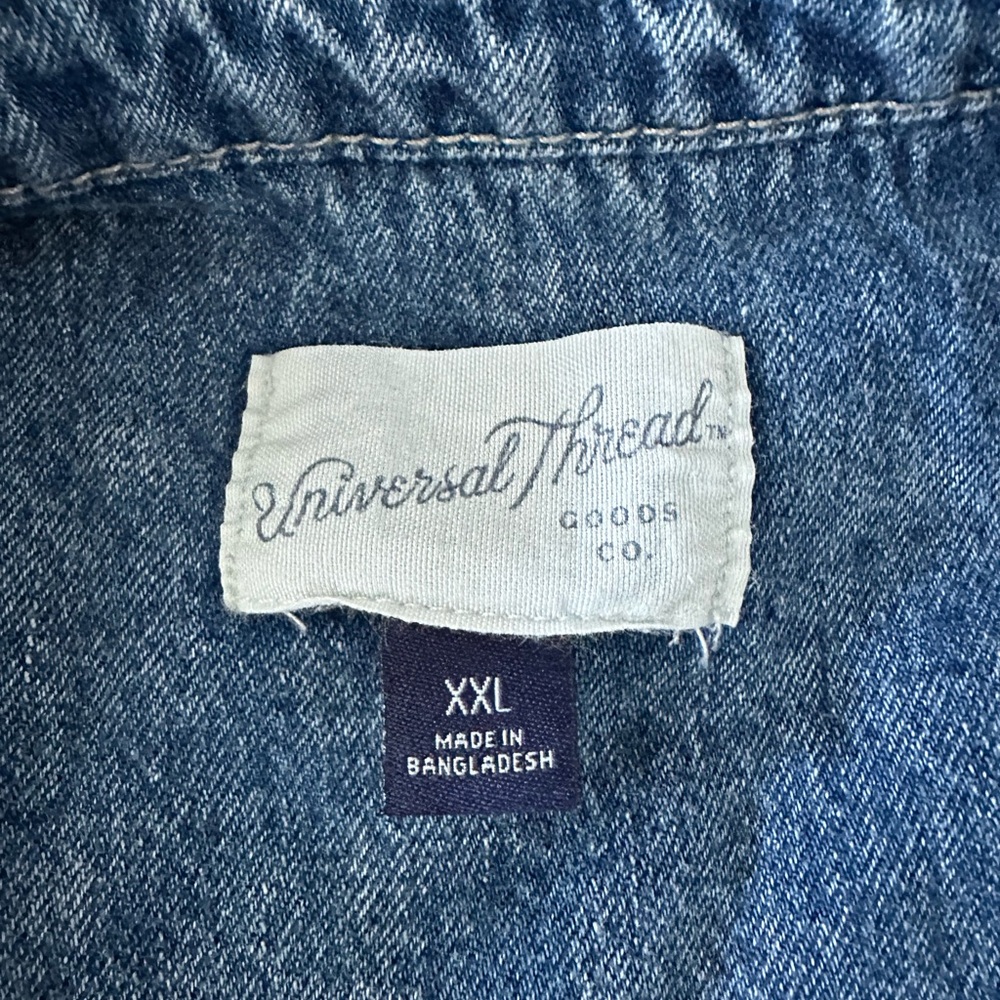 Universal Thread™
GOODS
CO.
XXL
MADE IN
BANGLADESH